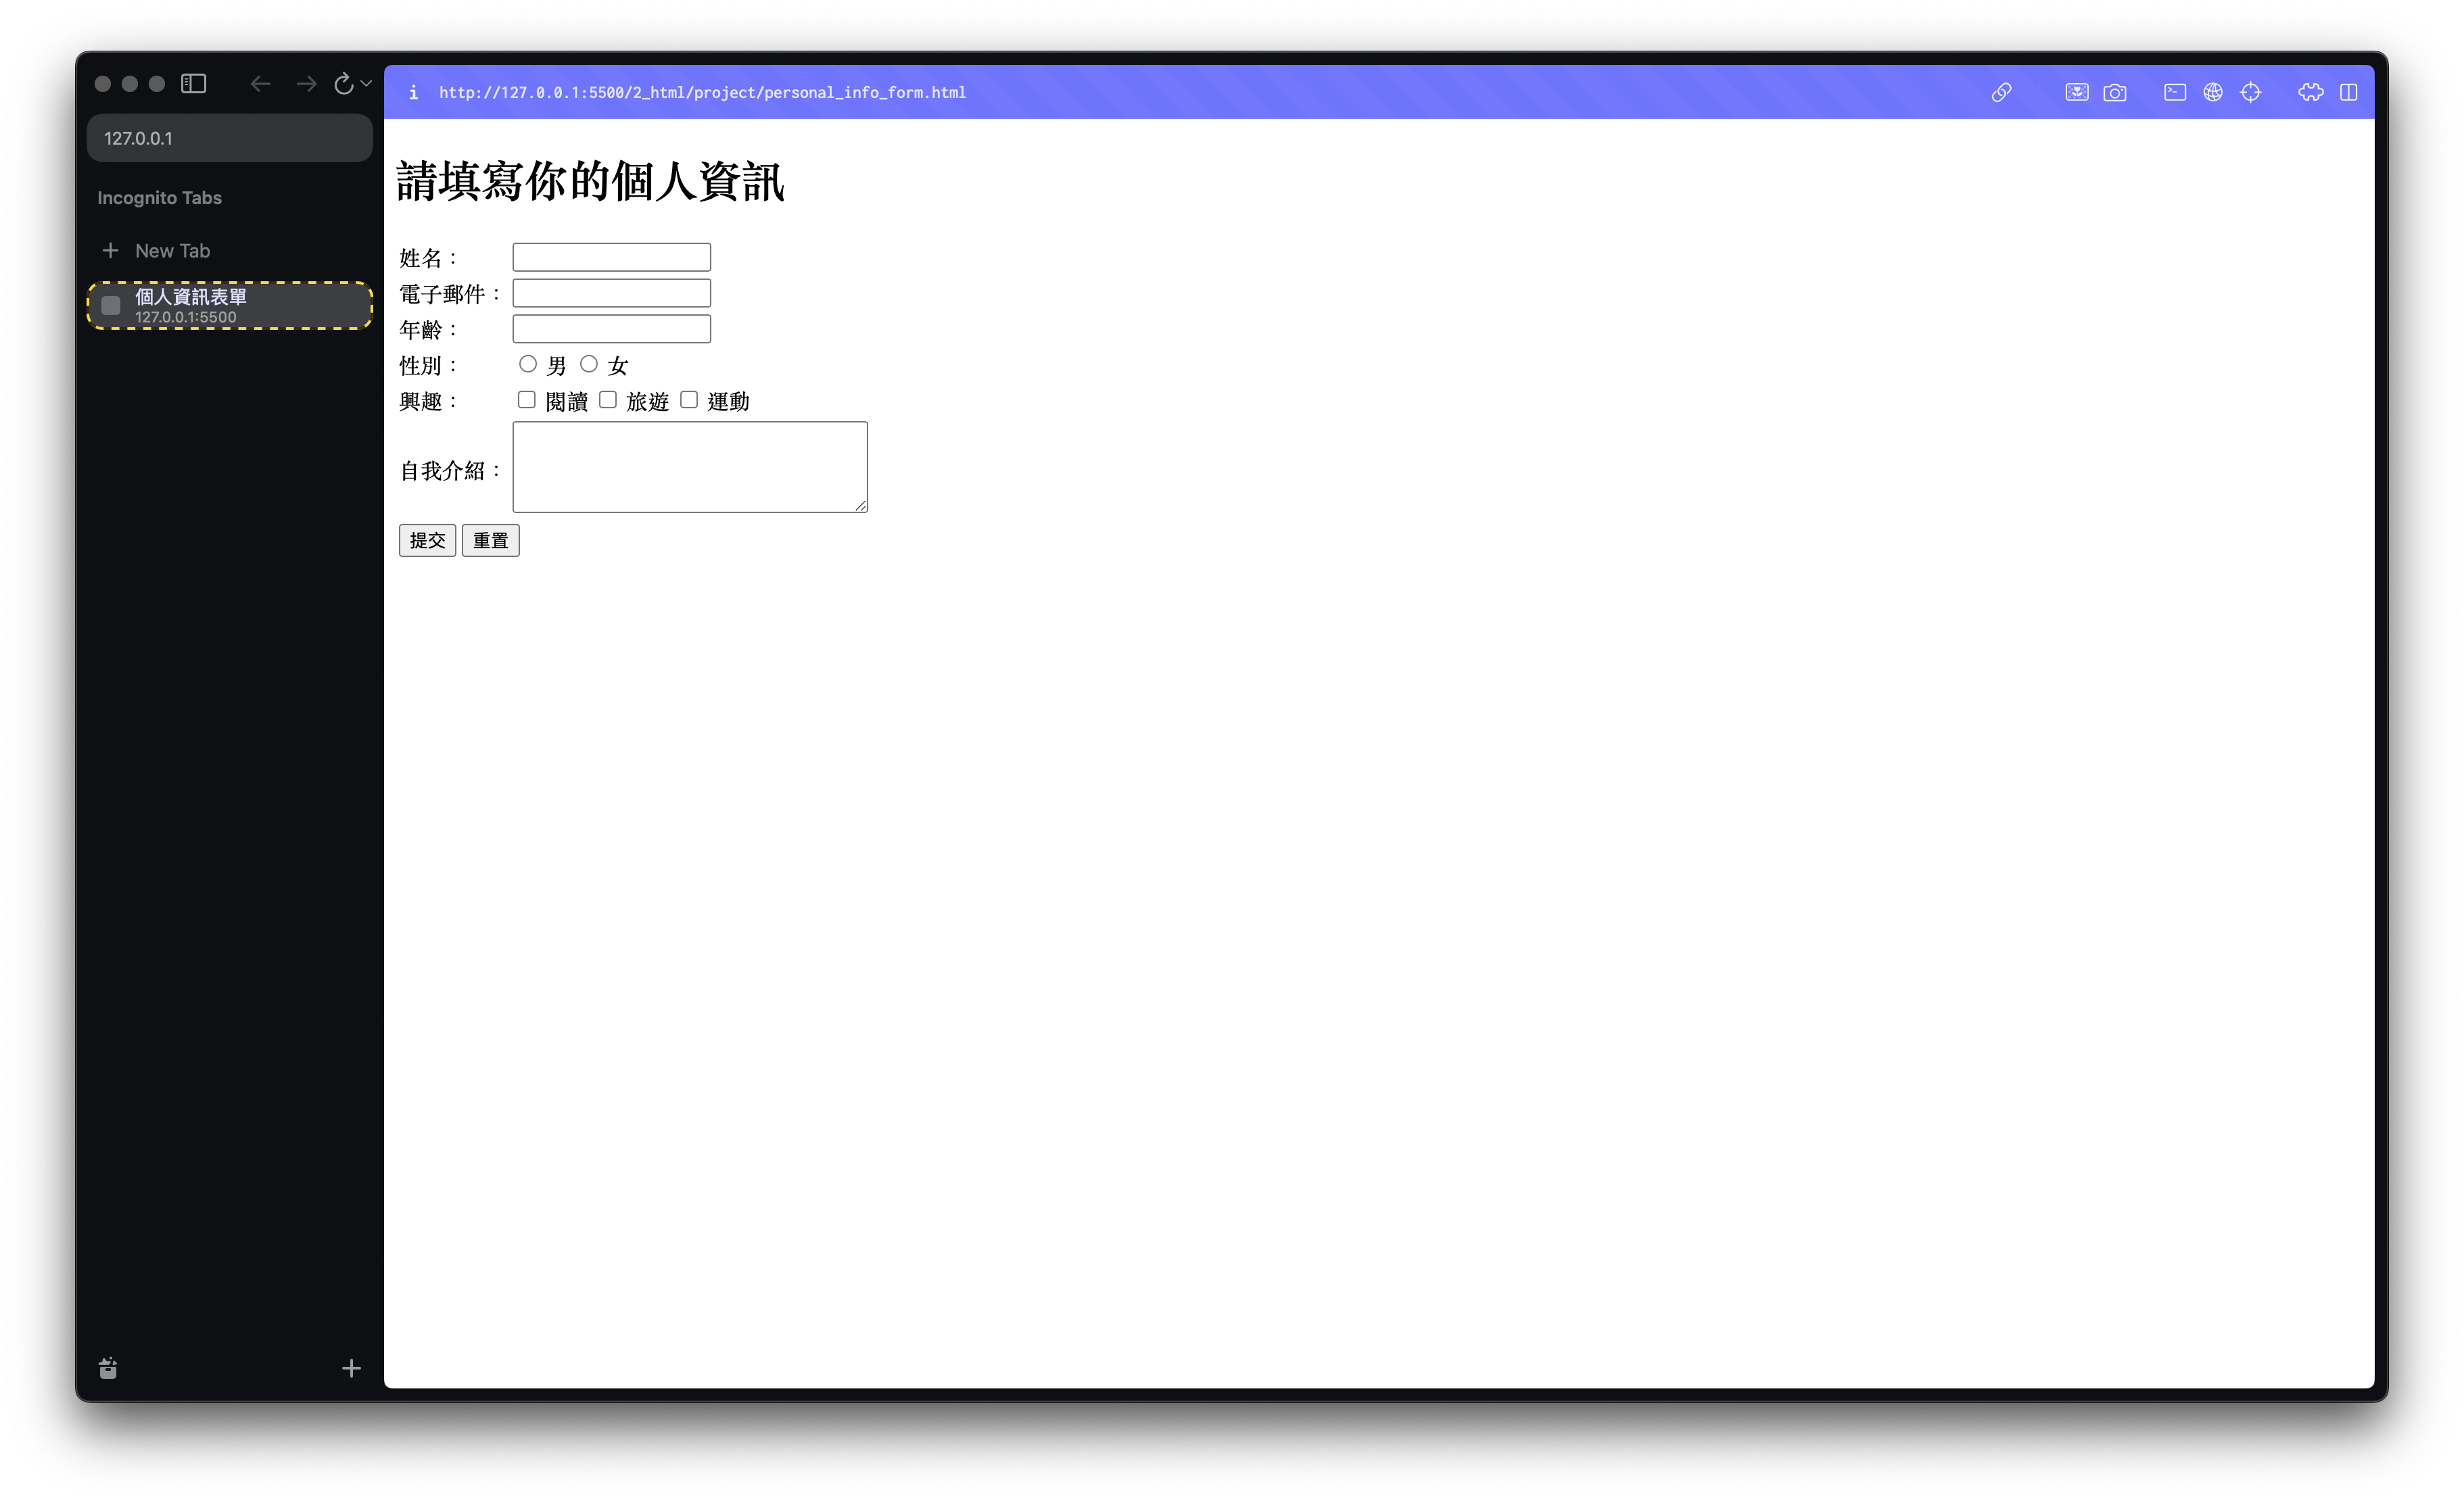 127.0.0.1
Incognito Tabs
New Tab
個人資訊表單
127.0.0.1:5500
http://127.0.0.1:5500/2_html/project/personal_info_form.html
請填寫你的個人資訊
姓名：
電子郵件：
年齡：
性別： 男 女
興趣： 閱讀 旅遊 運動
自我介紹：
提交 重置